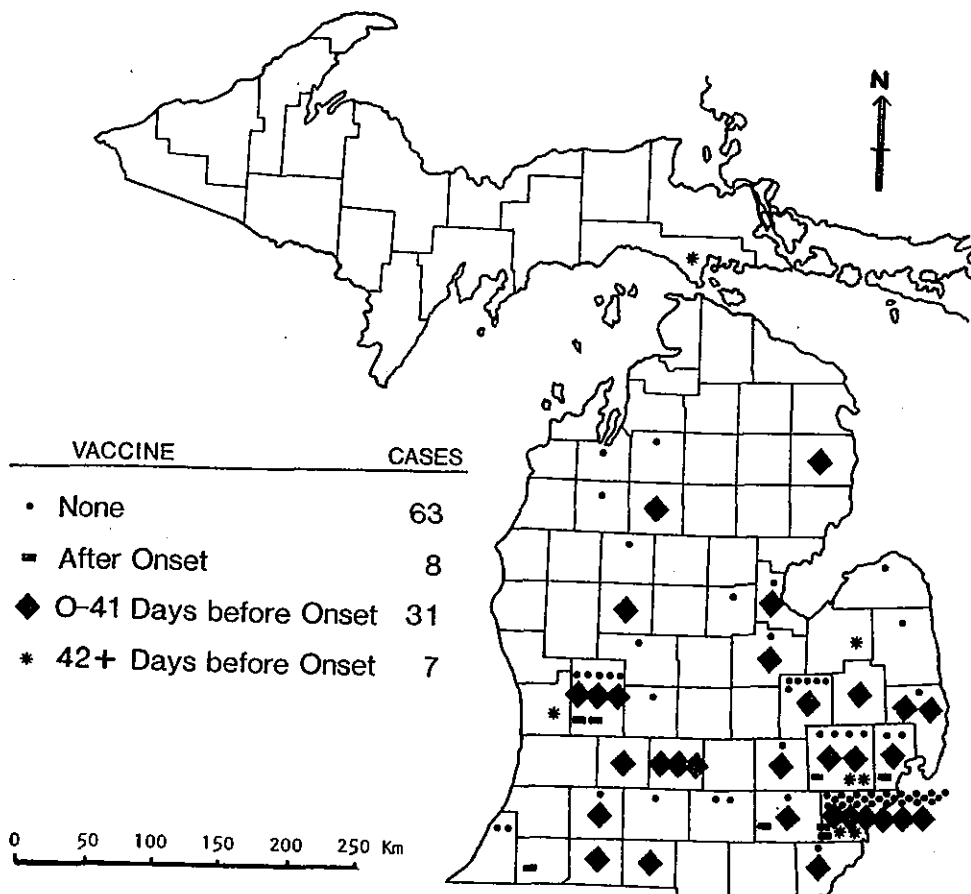 N
VACCINE CASES
None 63
After Onset 8
0-41 Days before Onset 31
42+ Days before Onset 7
0 50 100 150 200 250 Km